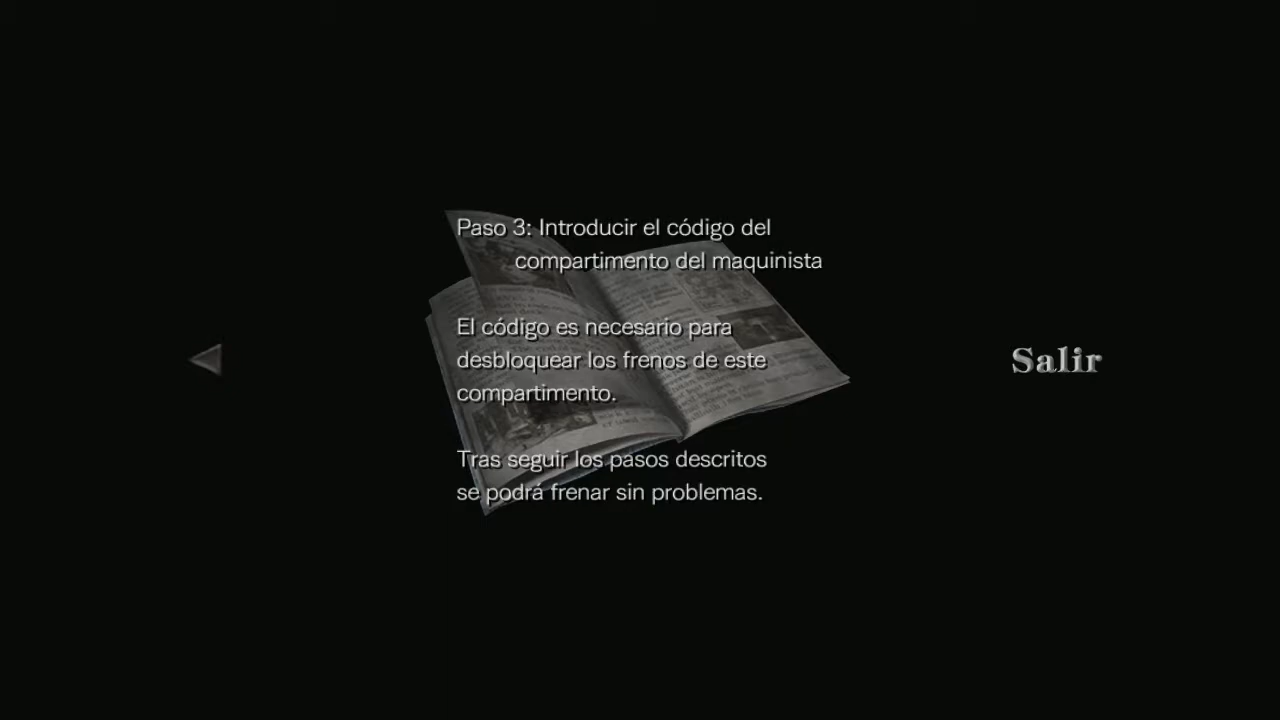 Paso 3: Introducir el código del
compartimento del maquinista
El código es necesario para
desbloquear los frenos de este
compartimento.
Tras seguir los pasos descritos
se podrá frenar sin problemas.
Salir